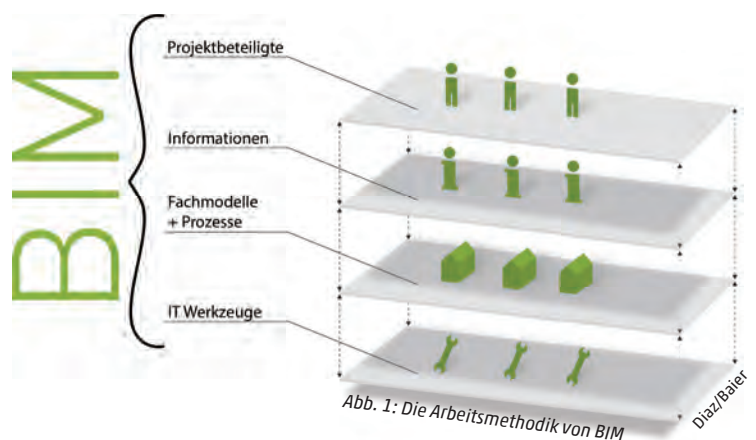 BIM
Projektbeteiligte
Informationen
Fachmodelle
+ Prozesse
IT Werkzeuge
Abb. 1: Die Arbeitsmethodik von BIM
Diaz/Baier